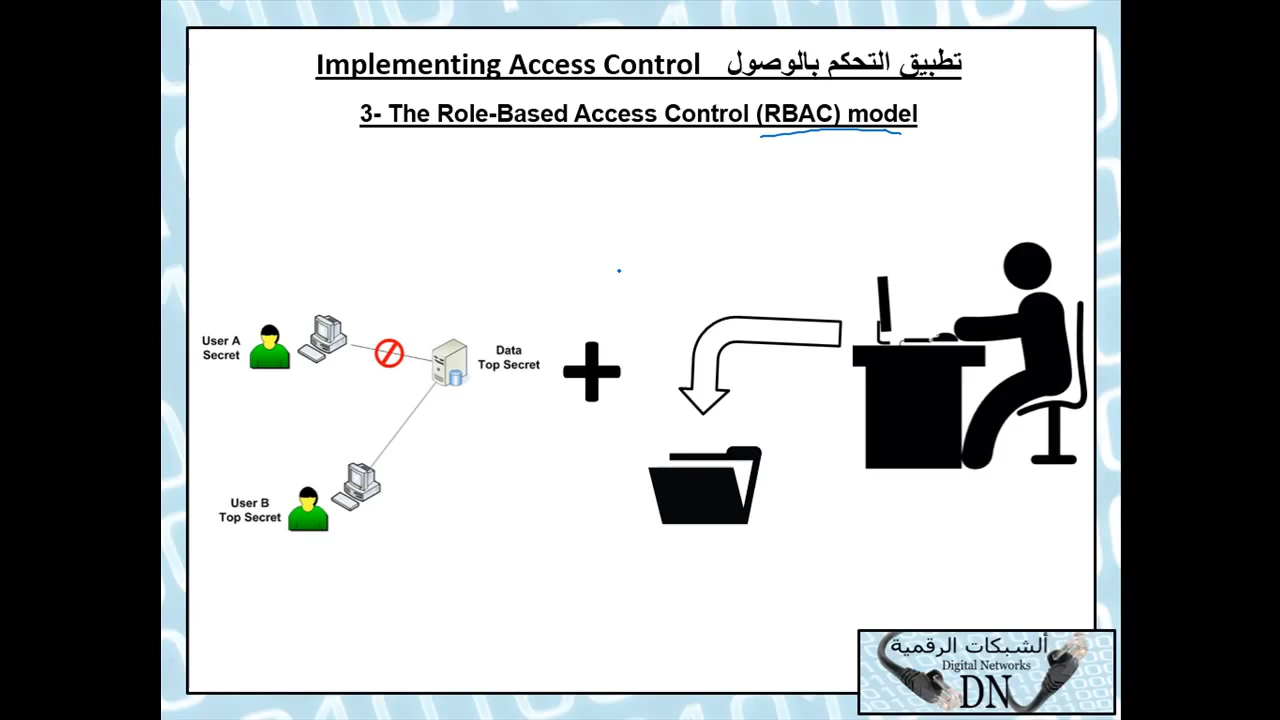 Implementing Access Control تطبيق التحكم بالوصول
3- The Role-Based Access Control (RBAC) model
User A
Secret
Data
Top Secret
User B
Top Secret
ألشبكات الرقمية
Digital Networks
DN